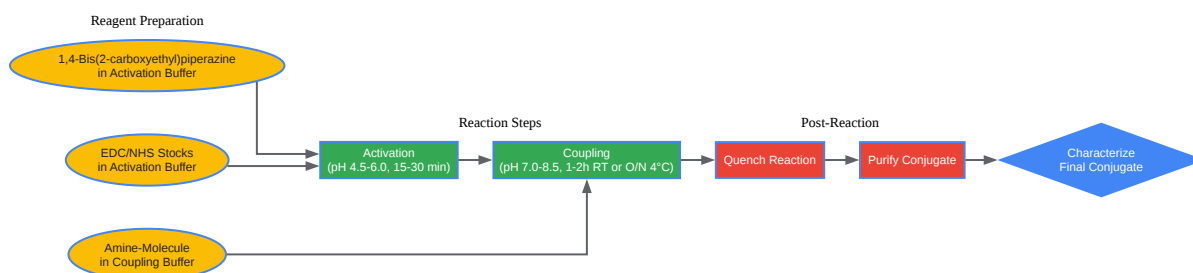 Reagent Preparation
1,4-Bis(2-carboxyethyl)piperazine
in Activation Buffer
EDC/NHS Stocks
in Activation Buffer
Amine-Molecule
in Coupling Buffer
Reaction Steps
Activation
(pH 4.5-6.0, 15-30 min)
Coupling
(pH 7.0-8.5, 1-2h RT or O/N 4°C)
Post-Reaction
Quench Reaction
Purify Conjugate
Characterize
Final Conjugate